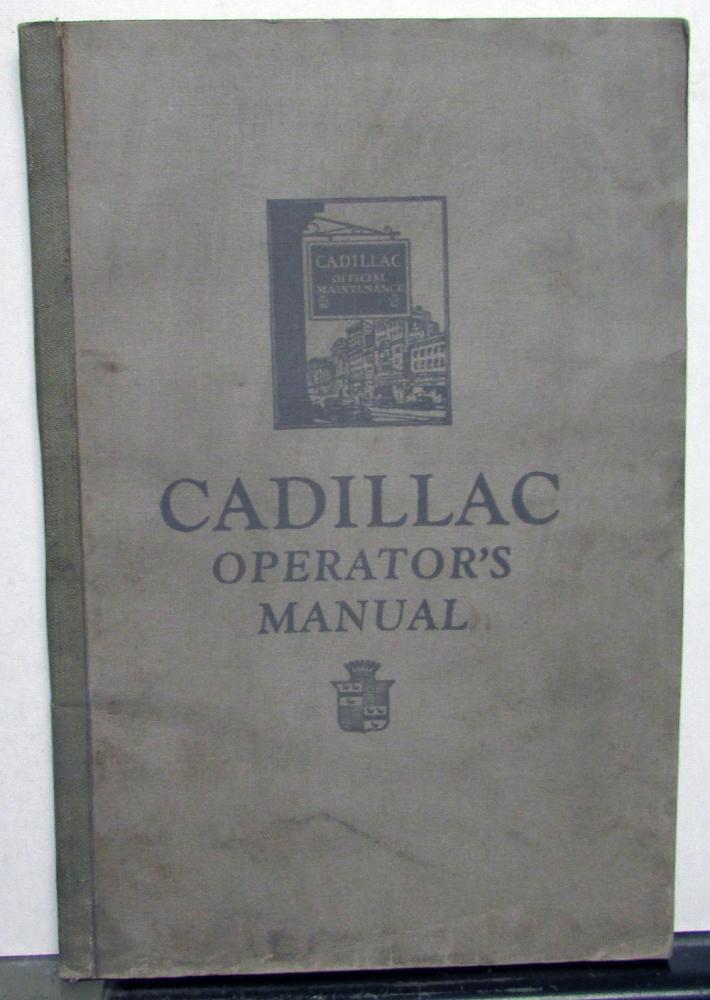 CADILLAC
OFFICIAL
MAINTENANCE
CADILLAC
OPERATOR'S
MANUAL